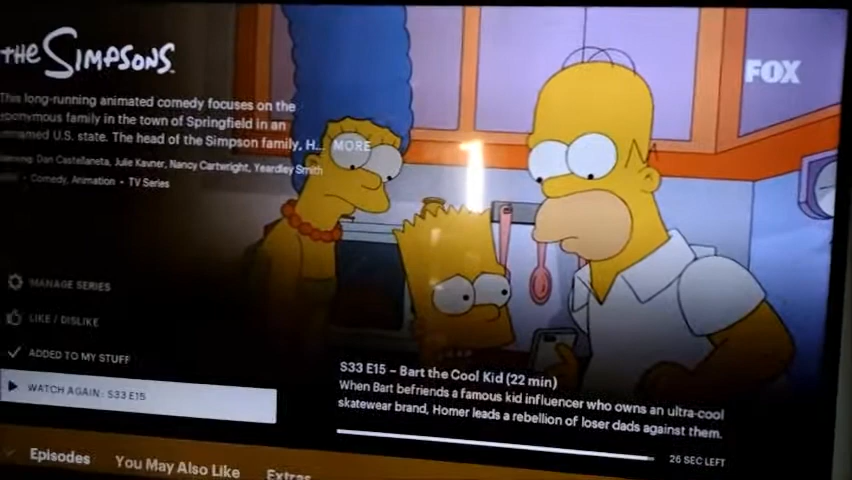 THE SIMPSONS
FOX
This long-running animated comedy focuses on the
eponymous family in the town of Springfield in an
unnamed U.S. state. The head of the Simpson family, H... MORE
Dan Castellaneta, Julie Kavner, Nancy Cartwright, Yeardley Smith
Comedy, Animation • TV Series
MANAGE SERIES
LIKE / DISLIKE
ADDED TO MY STUFF
WATCH AGAIN: S33 E15
S33 E15 – Bart the Cool Kid (22 min)
When Bart befriends a famous kid influencer who owns an ultra-cool
skatewear brand, Homer leads a rebellion of loser dads against them.
26 SEC LEFT
Episodes
You May Also Like
Extras